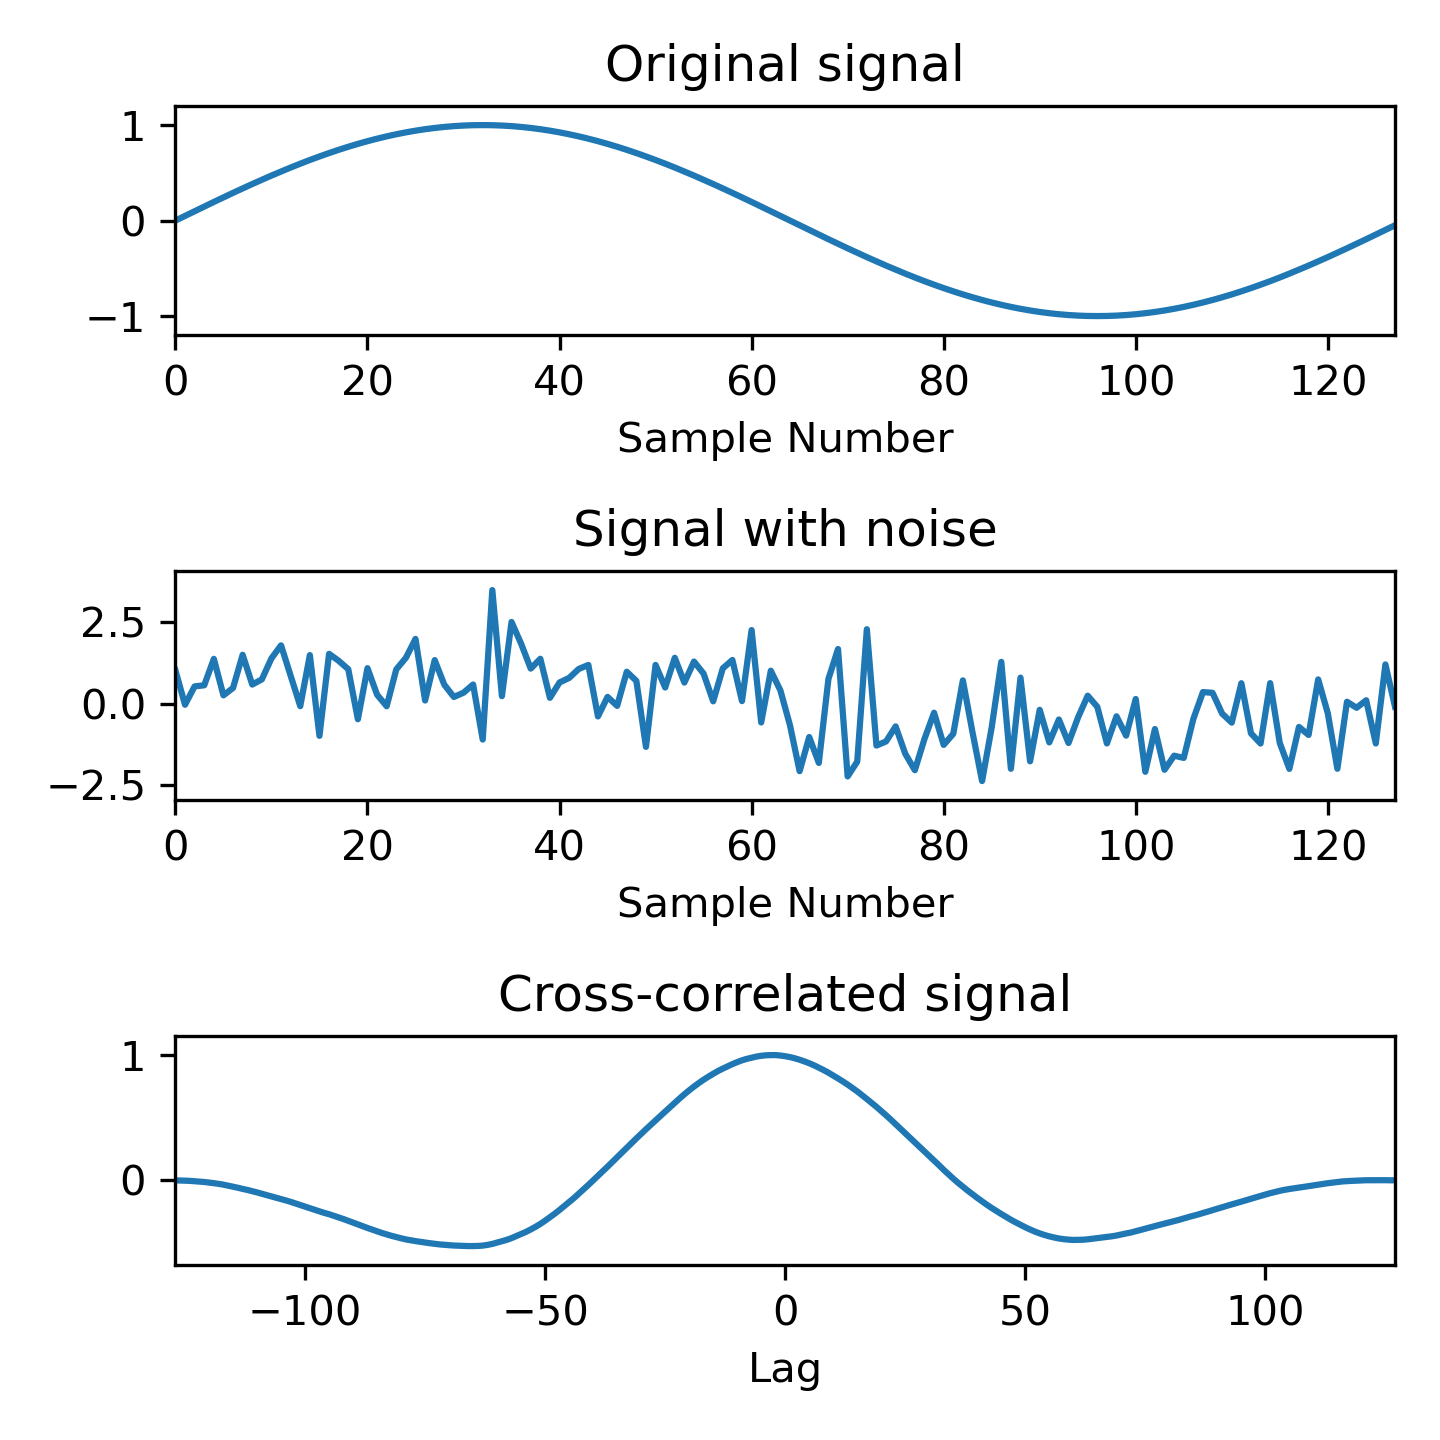 Original signal
1
0
−1
0 20 40 60 80 100 120
Sample Number
Signal with noise
2.5
0.0
−2.5
0 20 40 60 80 100 120
Sample Number
Cross-correlated signal
1
0
−100 −50 0 50 100
Lag